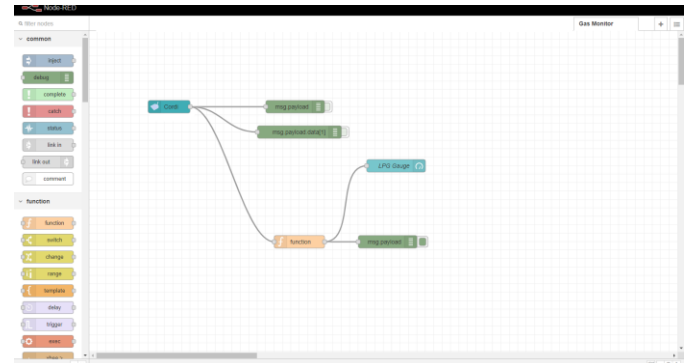 Node-RED
filter nodes
Gas Monitor
common
inject
debug
complete
catch
status
link in
link out
comment
function
function
switch
change
range
template
delay
trigger
exec
msg.payload
msg.payload.data[1]
LPG Gauge
function
msg.payload